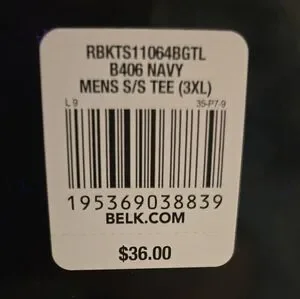 RBKTS11064BGTL
B406 NAVY
MENS S/S TEE (3XL)
L 9 35-P7-9
195369038839
BELK.COM
$36.00